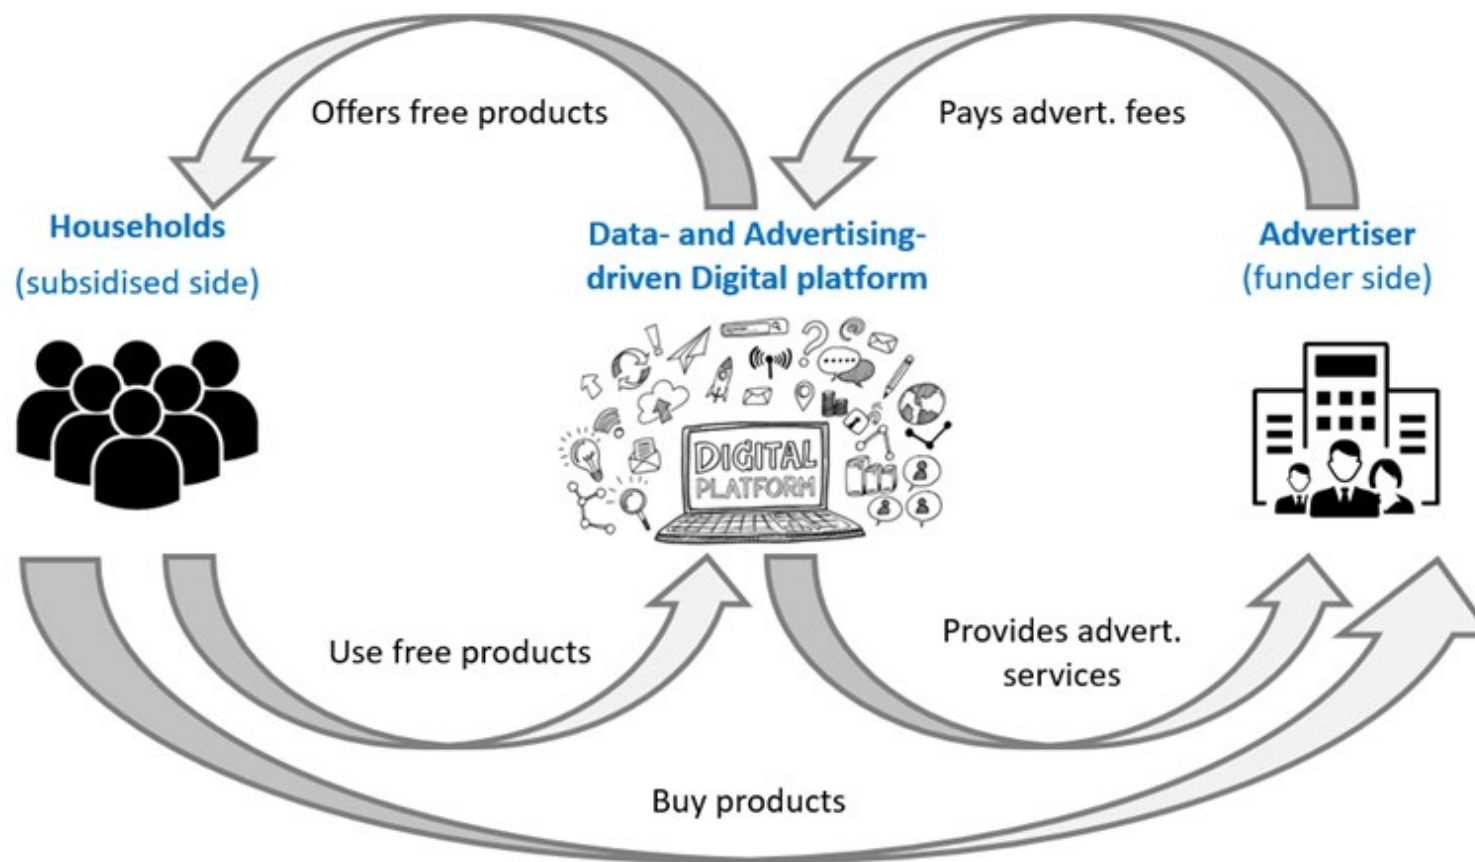 Offers free products
Pays advert. fees
Households
(subsidised side)
Data- and Advertising-
driven Digital platform
Advertiser
(funder side)
DIGITAL
PLATFORM
Use free products
Provides advert.
services
Buy products